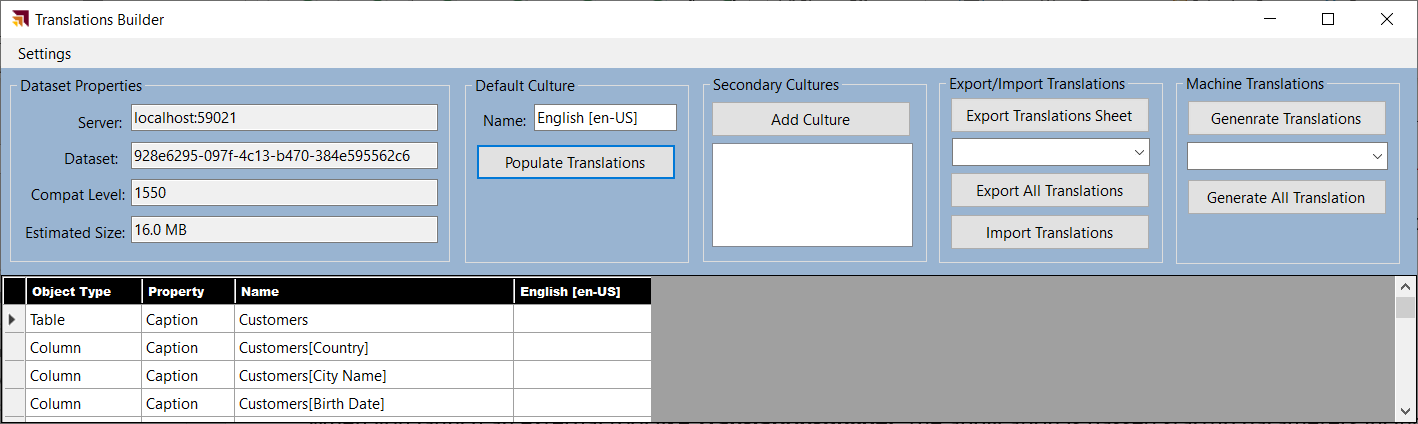 Translations Builder
Settings
Dataset Properties
Server: localhost:59021
Dataset: 928e6295-097f-4c13-b470-384e595562c6
Compat Level: 1550
Estimated Size: 16.0 MB
Default Culture
Name: English [en-US]
Populate Translations
Secondary Cultures
Add Culture
Export/Import Translations
Export Translations Sheet
Export All Translations
Import Translations
Machine Translations
Genenrate Translations
Generate All Translation
Object Type Property Name English [en-US]
Table Caption Customers
Column Caption Customers[Country]
Column Caption Customers[City Name]
Column Caption Customers[Birth Date]